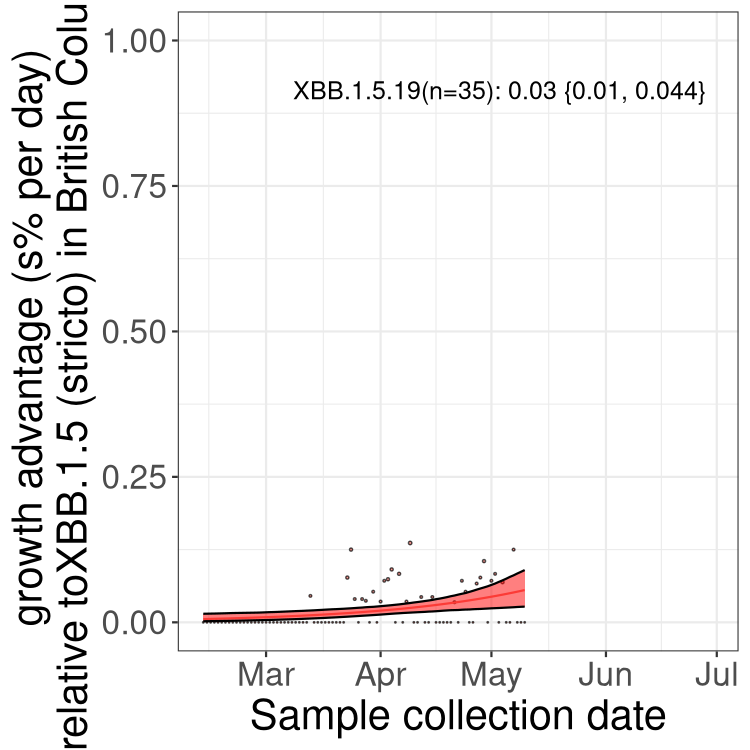 growth advantage (s% per day)
relative toXBB.1.5 (stricto) in British Colu
1.00
0.75
0.50
0.25
0.00
XBB.1.5.19(n=35): 0.03 {0.01, 0.044}
Mar
Apr
May
Jun
Jul
Sample collection date